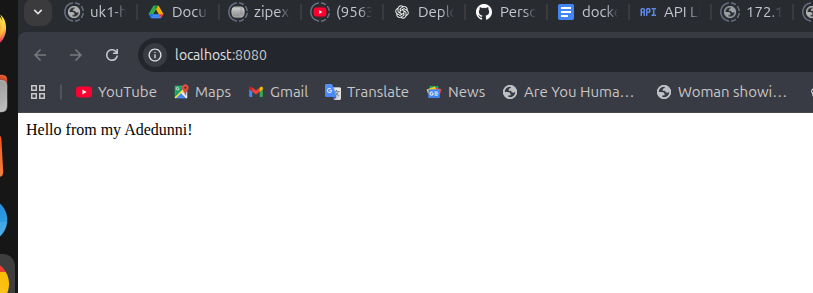 uk1-h Docu zipex (956 Deplo Perso docke API API L 172.1
localhost:8080
YouTube Maps Gmail Translate News Are You Huma... Woman showi...
Hello from my Adedunni!